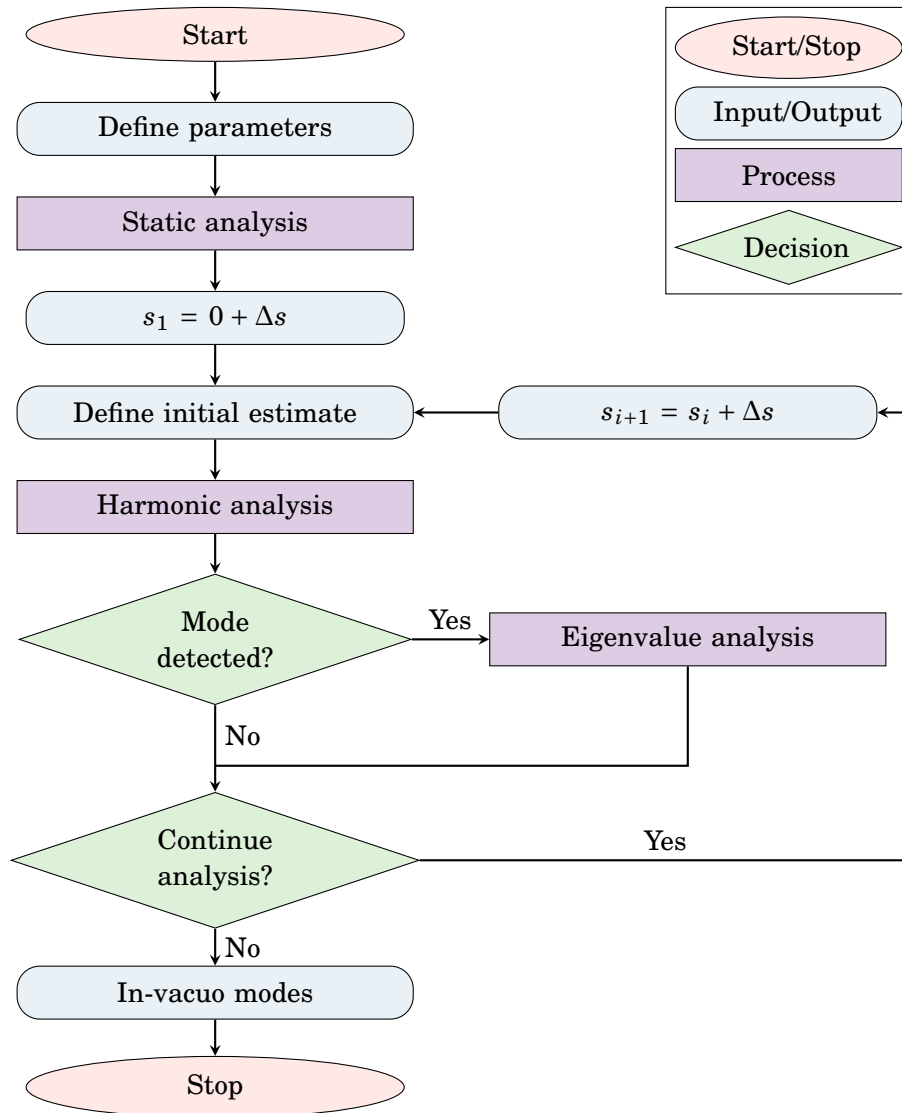 Start
Define parameters
Static analysis
s₁ = 0 + Δs
Define initial estimate
sᵢ₊₁ = sᵢ + Δs
Harmonic analysis
Mode
detected?
Yes
Eigenvalue analysis
No
Continue
analysis?
Yes
No
In-vacuo modes
Stop
Start/Stop
Input/Output
Process
Decision